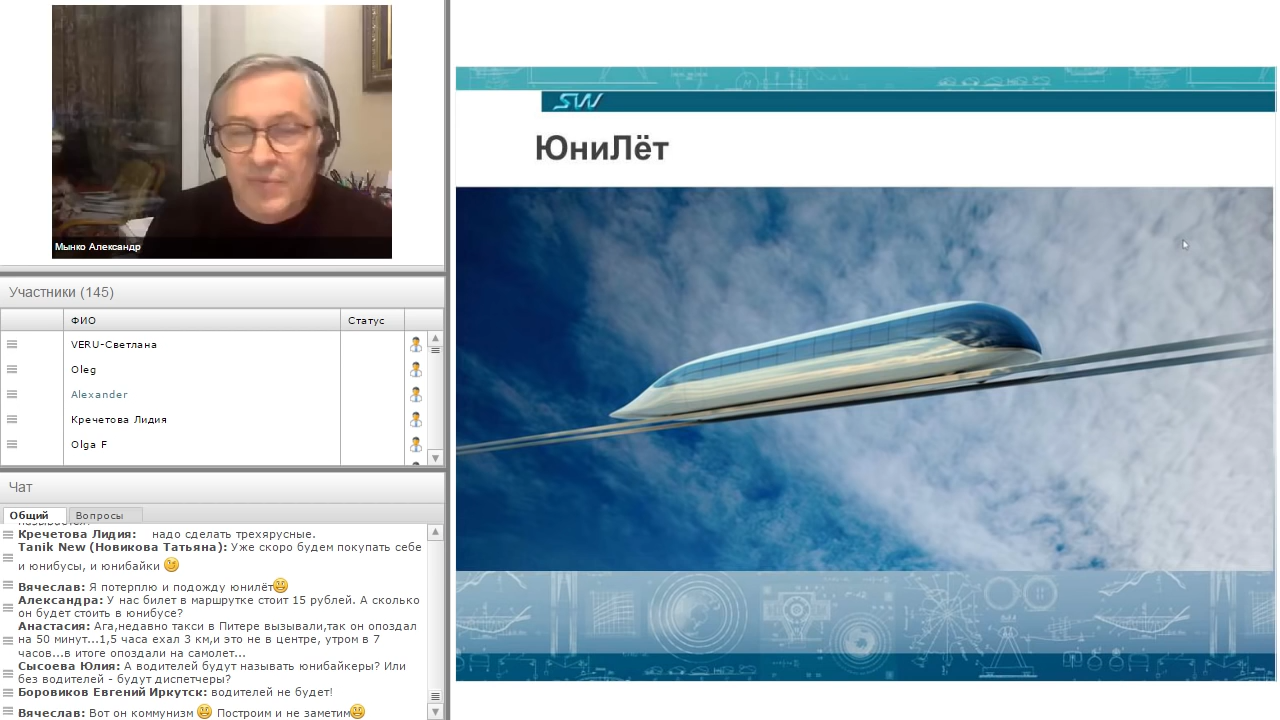 Мынко Александр
Участники (145)
ФИО
Статус
VERU-Светлана
Oleg
Alexander
Кречетова Лидия
Olga F
Чат
Общий
Вопросы
Кречетова Лидия: надо сделать трехярусные.
Tanik New (Новикова Татьяна): Уже скоро будем покупать себе
и юнибусы, и юнибайки
Вячеслав: Я потерплю и подожду юнилёт
Александра: У нас билет в маршрутке стоит 15 рублей. А сколько
он будет стоить в юнибусе?
Анастасия: Ага,недавно такси в Питере вызывали,так он опоздал
на 50 минут...1,5 часа ехал 3 км,и это не в центре, утром в 7
часов...в итоге опоздали на самолет...
Сысоева Юлия: А водителей будут называть юнибайкеры? Или
без водителей - будут диспетчеры?
Боровиков Евгений Иркутск: водителей не будет!
Вячеслав: Вот он коммунизм Построим и не заметим
SW
ЮниЛёт